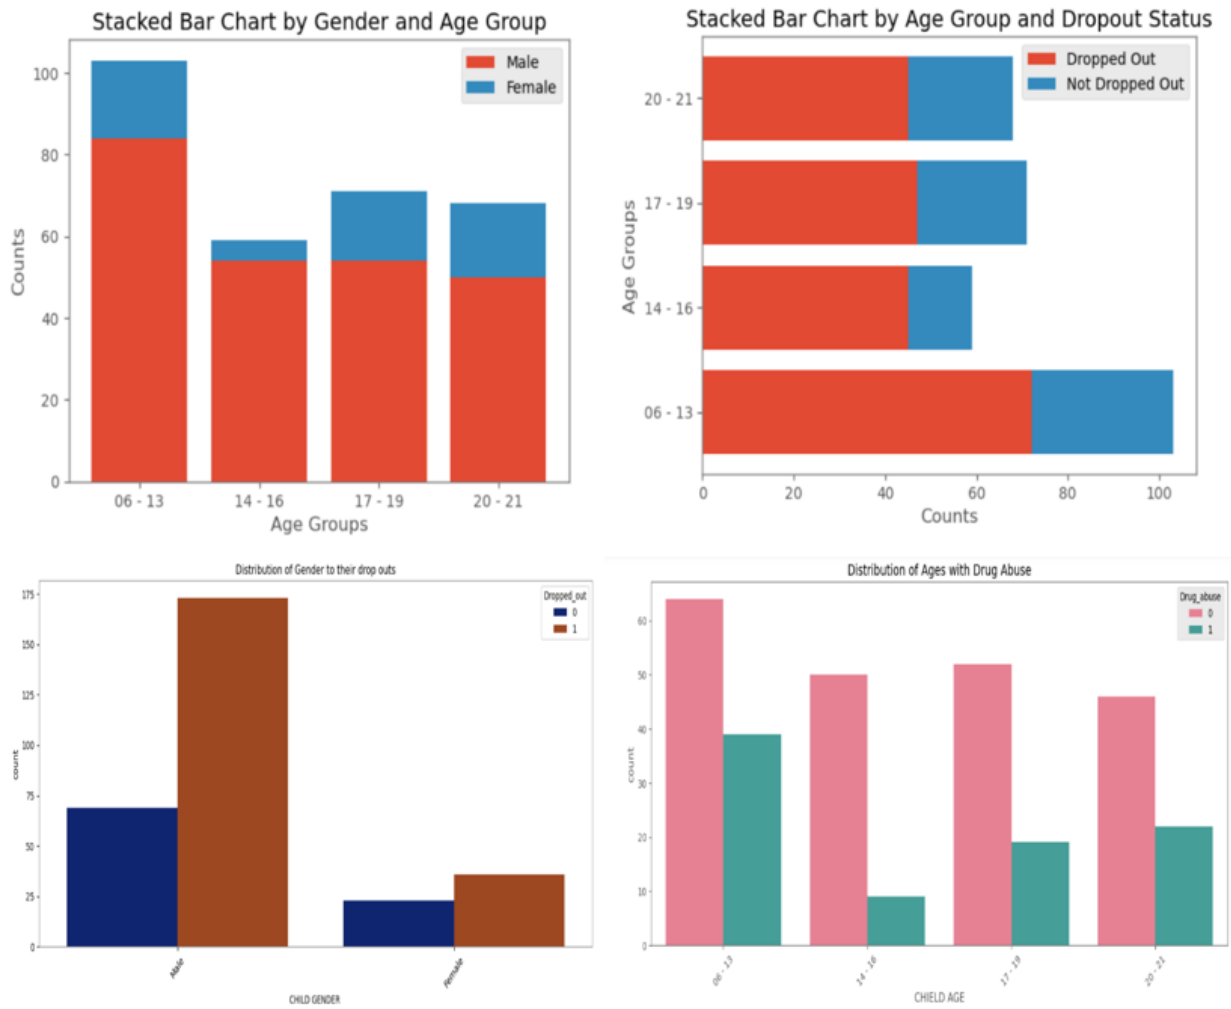 Stacked Bar Chart by Gender and Age Group
Male
Female
100
80
60
40
20
0
Counts
06 - 13
14 - 16
17 - 19
20 - 21
Age Groups
Stacked Bar Chart by Age Group and Dropout Status
Dropped Out
Not Dropped Out
20 - 21
17 - 19
14 - 16
06 - 13
Age Groups
0
20
40
60
80
100
Counts
Distribution of Gender to their drop outs
Dropped_out
0
1
175
150
125
100
75
50
25
0
count
Male
Female
CHILD GENDER
Distribution of Ages with Drug Abuse
Drug_abuse
0
1
60
50
40
30
20
10
0
count
06 - 13
14 - 16
17 - 19
20 - 21
CHIELD AGE